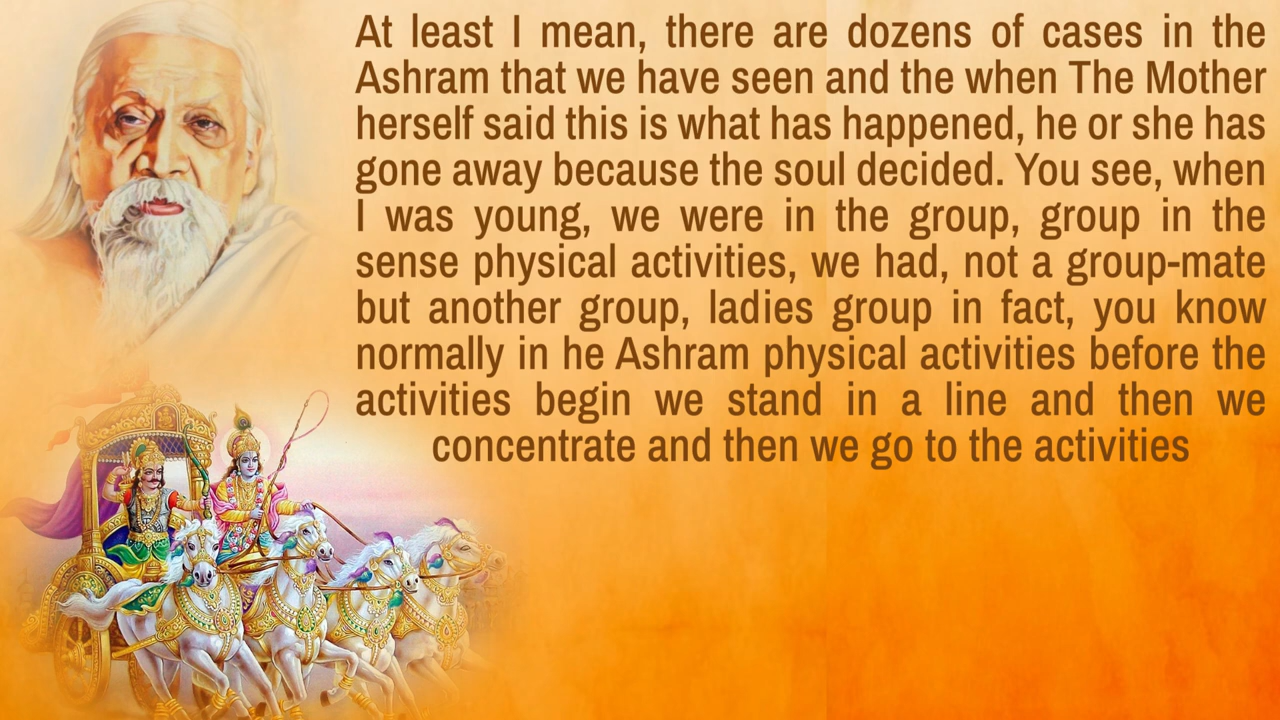 At least I mean, there are dozens of cases in the
Ashram that we have seen and the when The Mother
herself said this is what has happened, he or she has
gone away because the soul decided. You see, when
I was young, we were in the group, group in the
sense physical activities, we had, not a group-mate
but another group, ladies group in fact, you know
normally in he Ashram physical activities before the
activities begin we stand in a line and then we
concentrate and then we go to the activities